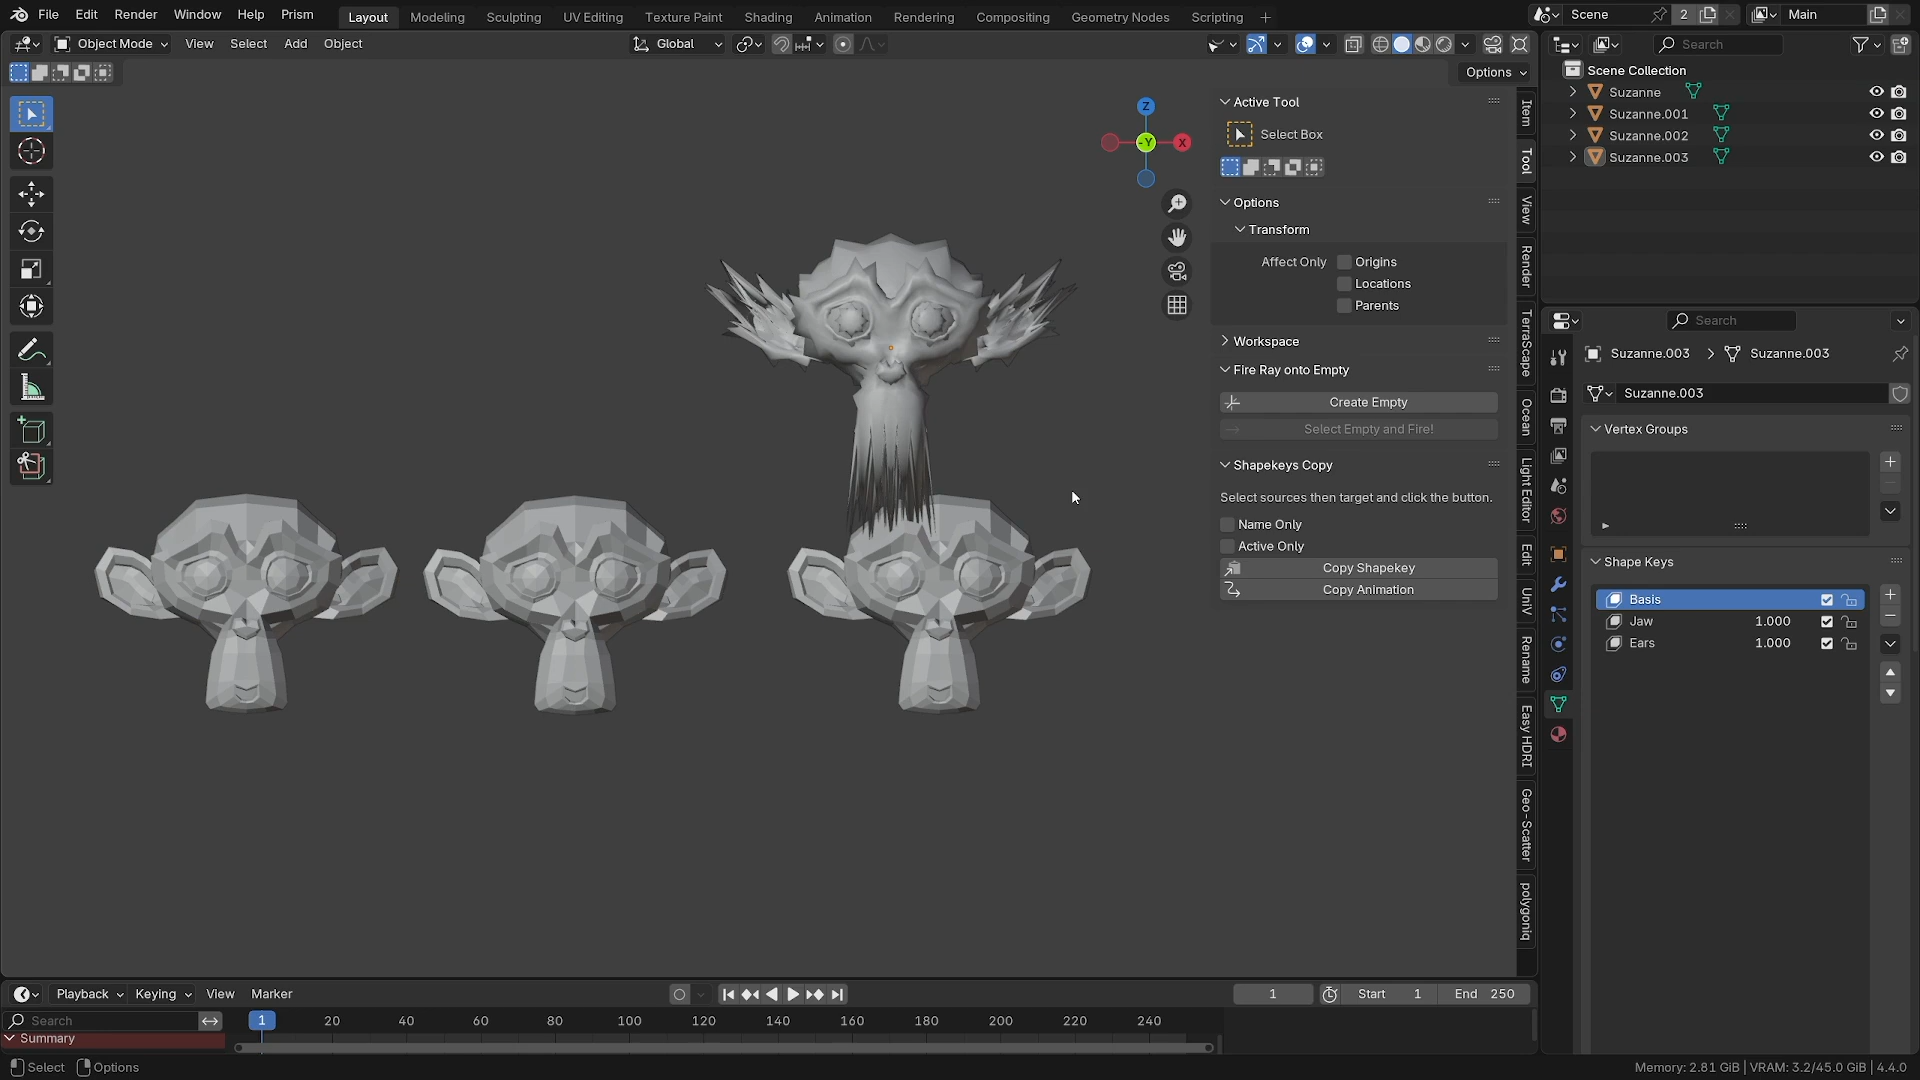 File Edit Render Window Help Prism Layout Modeling Sculpting UV Editing Texture Paint Shading Animation Rendering Compositing Geometry Nodes Scripting Scene 2 Main
Object Mode View Select Add Object Global Search
Options
Scene Collection
Suzanne
Suzanne.001
Suzanne.002
Suzanne.003
Z
-Y
X
Active Tool
Select Box
Options
Transform
Affect Only Origins
Locations
Parents
Workspace
Fire Ray onto Empty
Create Empty
Select Empty and Fire!
Shapekeys Copy
Select sources then target and click the button.
Name Only
Active Only
Copy Shapekey
Copy Animation
Item
Tool
View
Render
TerraScape
Ocean
Light Editor
Edit
UniV
Rename
Easy HDRI
Geo-Scatter
polygoniq
Search
Suzanne.003 Suzanne.003
Suzanne.003
Vertex Groups
Shape Keys
Basis
Jaw 1.000
Ears 1.000
Playback Keying View Marker 1 Start 1 End 250
Search 1 20 40 60 80 100 120 140 160 180 200 220 240
Summary
Select Options Memory: 2.81 GiB | VRAM: 3.2/45.0 GiB | 4.4.0